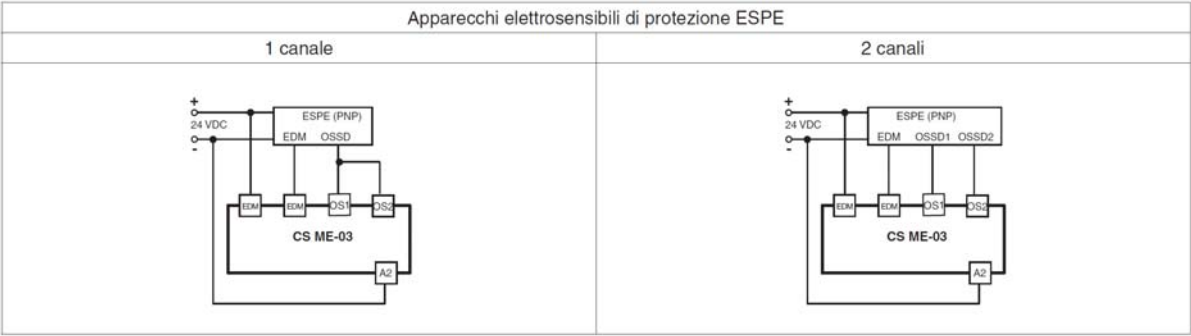 Apparecchi elettrosensibili di protezione ESPE
1 canale
2 canali
+
24 VDC
-
ESPE (PNP)
EDM OSSD
EDM EDM OS1 OS2
CS ME-03
A2
+
24 VDC
-
ESPE (PNP)
EDM OSSD1 OSSD2
EDM EDM OS1 OS2
CS ME-03
A2